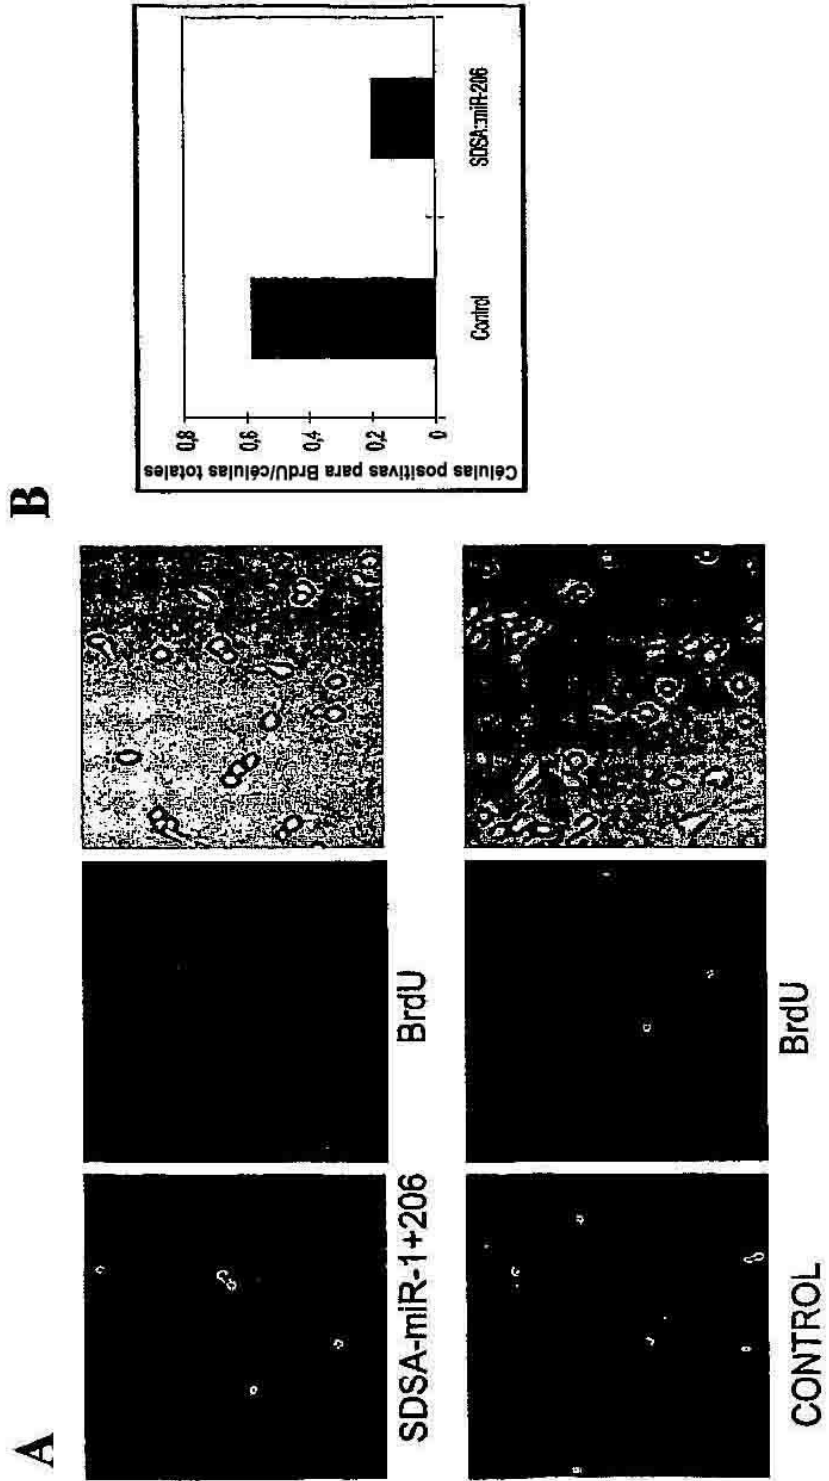 A
SDSA-miR-1+206
BrdU
CONTROL
BrdU
B
Células positivas para BrdU/células totales
0,8
0,6
0,4
0,2
0
Control
SDSA::miR-206